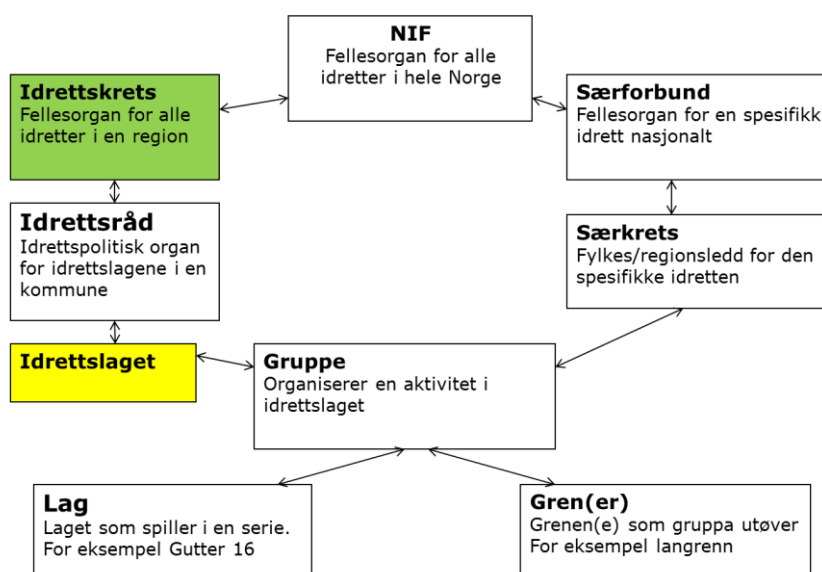 NIF
Fellesorgan for alle
idretter i hele Norge
Idrettskrets
Fellesorgan for alle
idretter i en region
Særforbund
Fellesorgan for en spesifikk
idrett nasjonalt
Idrettsråd
Idrettspolitisk organ
for idrettslagene i en
kommune
Særkrets
Fylkes/regionsledd for den
spesifikke idretten
Idrettslaget
Gruppe
Organiserer en aktivitet i
idrettslaget
Lag
Laget som spiller i en serie.
For eksempel Gutter 16
Gren(er)
Grenen(e) som gruppa utøver
For eksempel langrenn